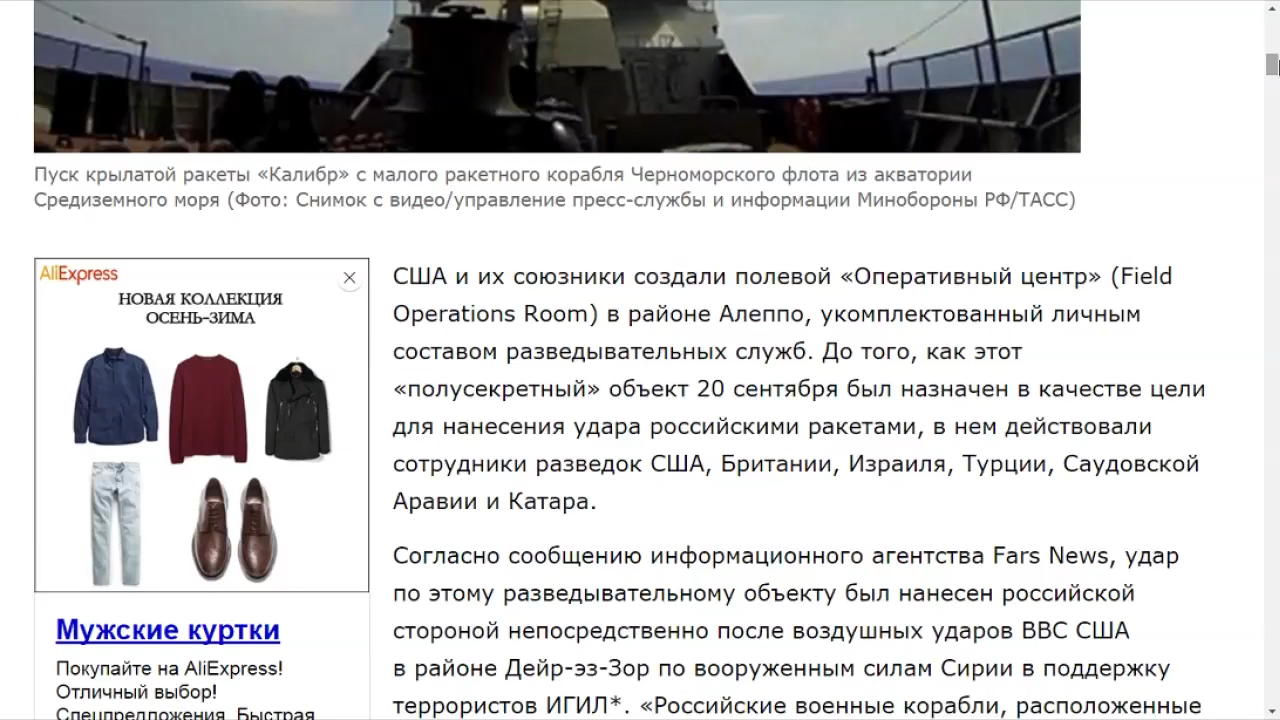 Пуск крылатой ракеты «Калибр» с малого ракетного корабля Черноморского флота из акватории
Средиземного моря (Фото: Снимок с видео/управление пресс-службы и информации Минобороны РФ/ТАСС)
AliExpress
НОВАЯ КОЛЛЕКЦИЯ
ОСЕНЬ-ЗИМА
Мужские куртки
Покупайте на AliExpress!
Отличный выбор!
Спецпредложения. Быстрая
США и их союзники создали полевой «Оперативный центр» (Field
Operations Room) в районе Алеппо, укомплектованный личным
составом разведывательных служб. До того, как этот
«полусекретный» объект 20 сентября был назначен в качестве цели
для нанесения удара российскими ракетами, в нем действовали
сотрудники разведок США, Британии, Израиля, Турции, Саудовской
Аравии и Катара.
Согласно сообщению информационного агентства Fars News, удар
по этому разведывательному объекту был нанесен российской
стороной непосредственно после воздушных ударов ВВС США
в районе Дейр-эз-Зор по вооруженным силам Сирии в поддержку
террористов ИГИЛ*. «Российские военные корабли, расположенные